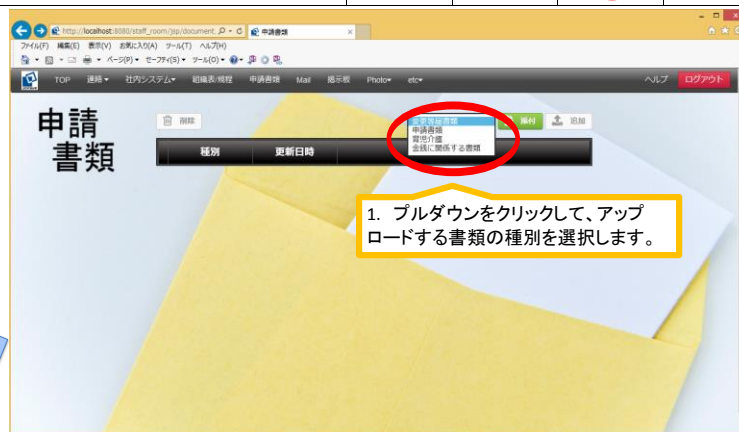 http://localhost:8080/staff_room/jsp/document.
申請書類
ファイル(F) 編集(E) 表示(V) お気に入り(A) ツール(T) ヘルプ(H)
ページ(P) セーフティ(S) ツール(O)
TOP 連絡 社内システム 組織表/規程 申請書類 Mail 掲示板 Photo etc ヘルプ ログアウト
申請
書類
削除 変更等届書類 添付 追加
申請書類
育児介護
金銭に関係する書類
種別 更新日時
1. プルダウンをクリックして、アップ
ロードする書類の種別を選択します。